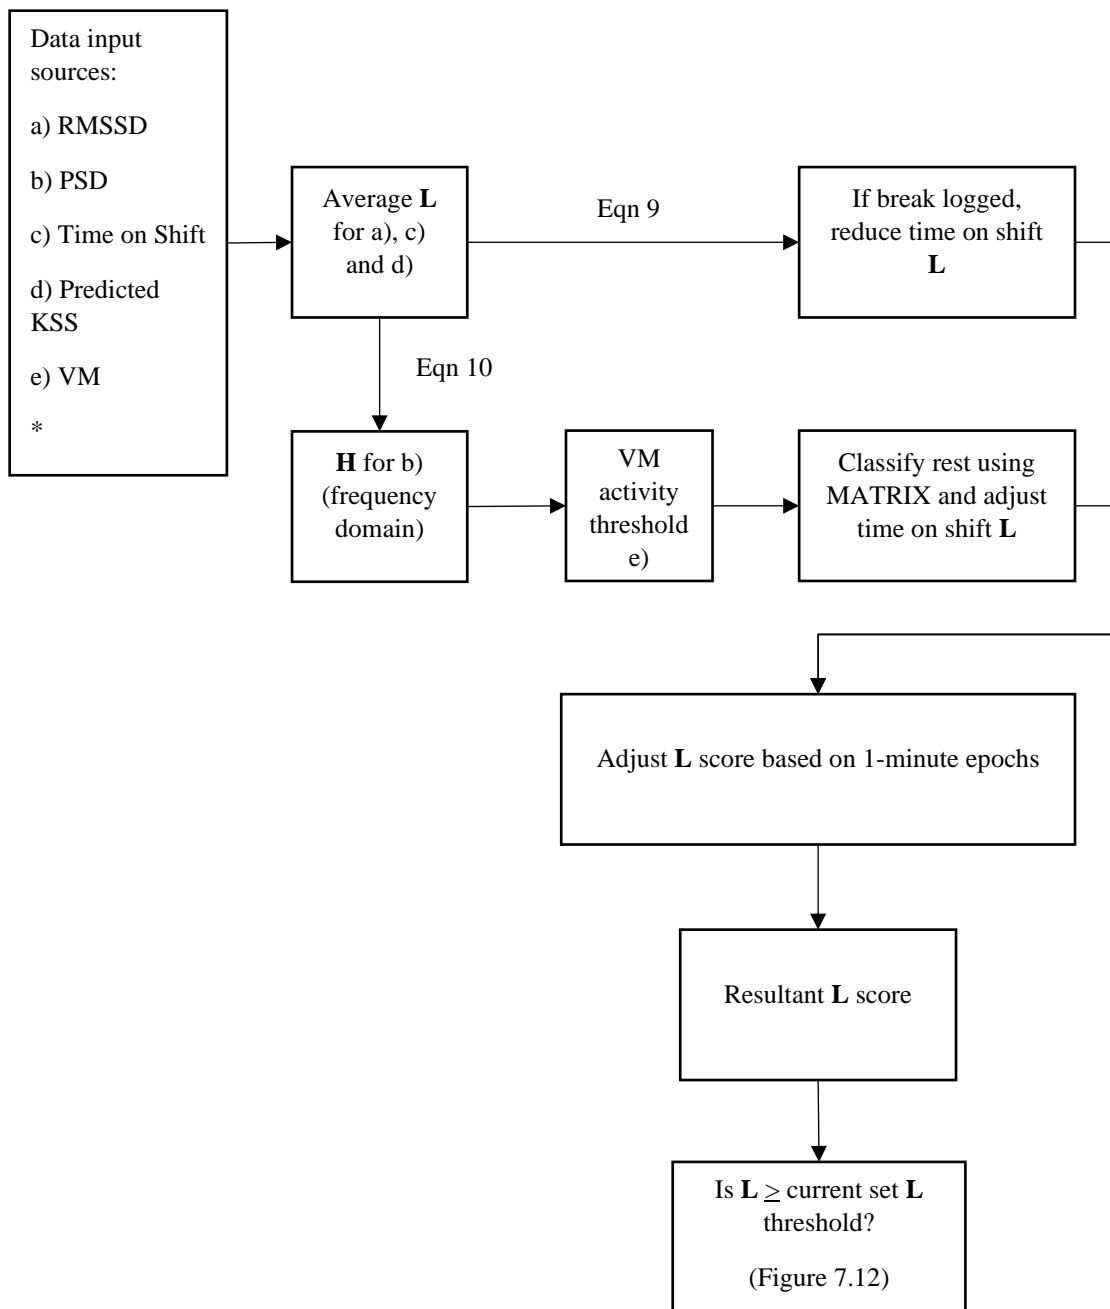 Data input
sources:
a) RMSSD
b) PSD
c) Time on Shift
d) Predicted
KSS
e) VM
*
Average L
for a), c)
and d)
Eqn 9
If break logged,
reduce time on shift
L
Eqn 10
H for b)
(frequency
domain)
VM
activity
threshold
e)
Classify rest using
MATRIX and adjust
time on shift L
Adjust L score based on 1-minute epochs
Resultant L score
Is L ≥ current set L
threshold?
(Figure 7.12)